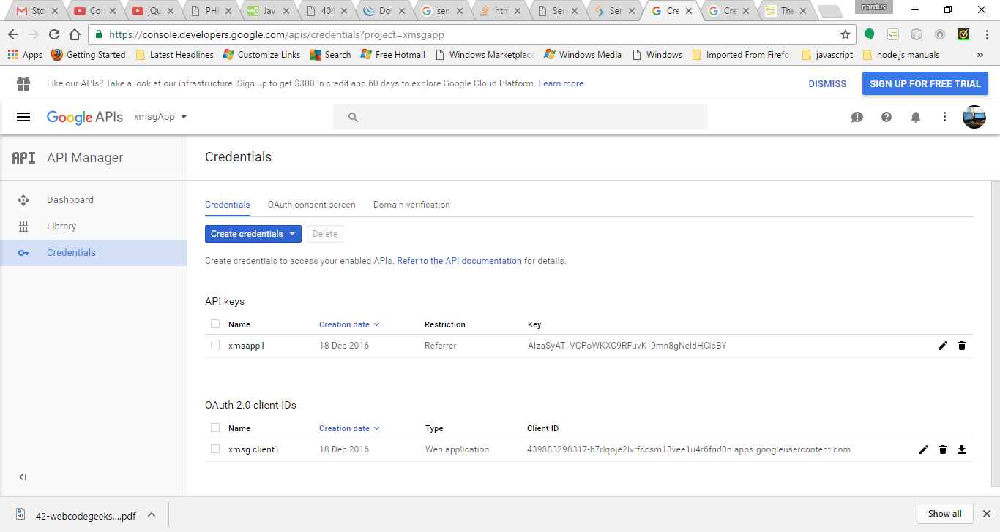 Sto
Cor
jQu
PHP
Java
404
Dov
sen
htm
Ser
Ser
Cre
Cre
The
nardus
https://console.developers.google.com/apis/credentials?project=xmsgapp
Apps
Getting Started
Latest Headlines
Customize Links
Search
Free Hotmail
Windows Marketplace
Windows Media
Windows
Imported From Firefo
javascript
node.js manuals
»
Like our APIs? Take a look at our infrastructure. Sign up to get $300 in credit and 60 days to explore Google Cloud Platform. Learn more
DISMISS
SIGN UP FOR FREE TRIAL
Google APIs
xmsgApp
API API Manager
Credentials
Dashboard
Library
Credentials
Credentials OAuth consent screen Domain verification
Create credentials Delete
Create credentials to access your enabled APIs. Refer to the API documentation for details.
API keys
Name Creation date Restriction Key
xmsapp1 18 Dec 2016 Referrer AIzaSyAT_VCPoWKXC9RFuvK_9mn8gNeIdHCIcBY
OAuth 2.0 client IDs
Name Creation date Type Client ID
xmsg client1 18 Dec 2016 Web application 439883298317-h7rlqoje2lvrfccsm13vee1u4r6fnd0n.apps.googleusercontent.com
42-webcodegeeks....pdf
Show all